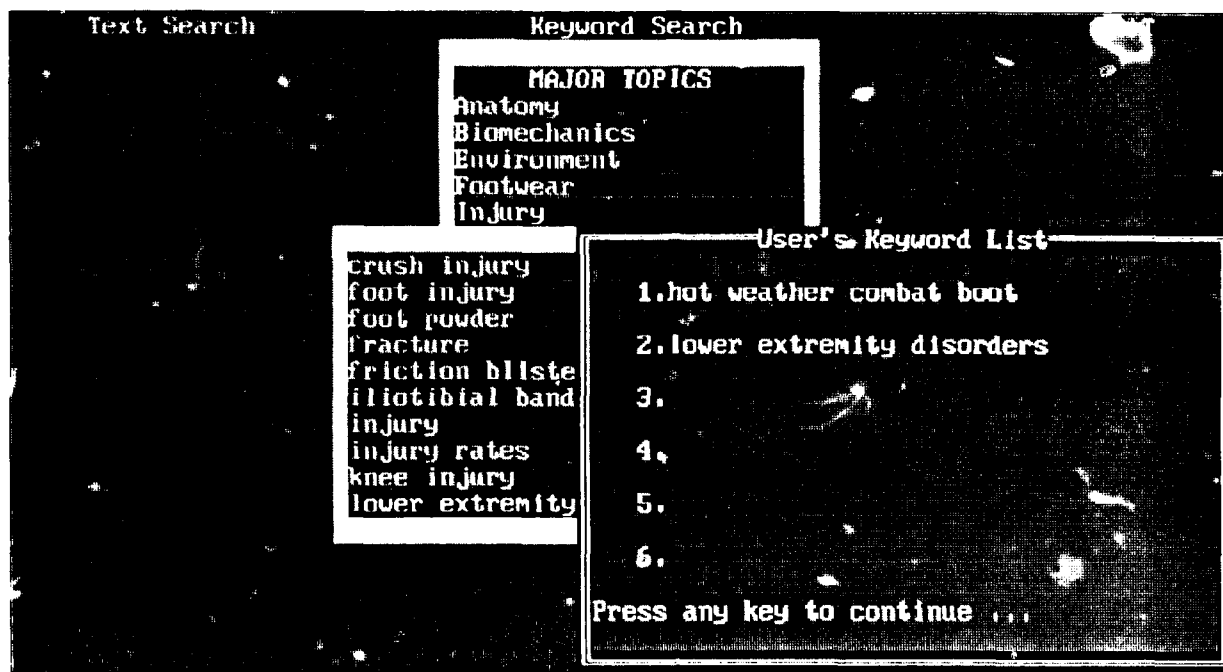 Text Search
Keyword Search
MAJOR TOPICS
Anatomy
Biomechanics
Environment
Footwear
Injury
crush injury
foot injury
foot powder
fracture
friction bliste
iliotibial band
injury
injury rates
knee injury
lower extremity
User's Keyword List
1.hot weather combat boot
2.lower extremity disorders
3.
4.
5.
6.
Press any key to continue ...